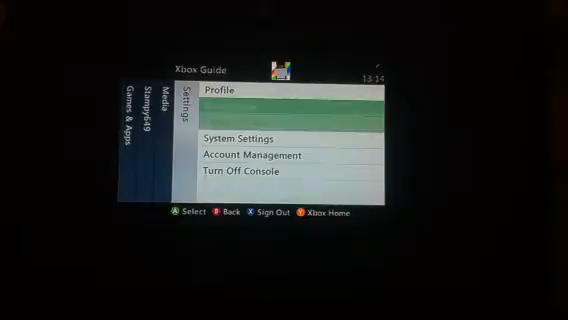 Xbox Guide
13:14
Games & Apps
Stampy649
Media
Settings
Profile
System Settings
Account Management
Turn Off Console
A Select B Back X Sign Out Y Xbox Home